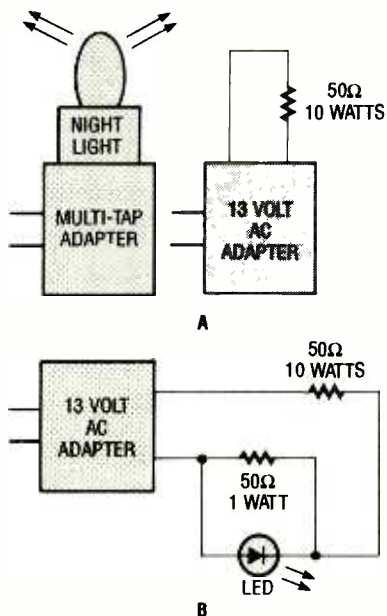 NIGHT
LIGHT
MULTI-TAP
ADAPTER
50Ω
10 WATTS
13 VOLT
AC
ADAPTER
A
13 VOLT
AC
ADAPTER
50Ω
10 WATTS
50Ω
1 WATT
LED
B